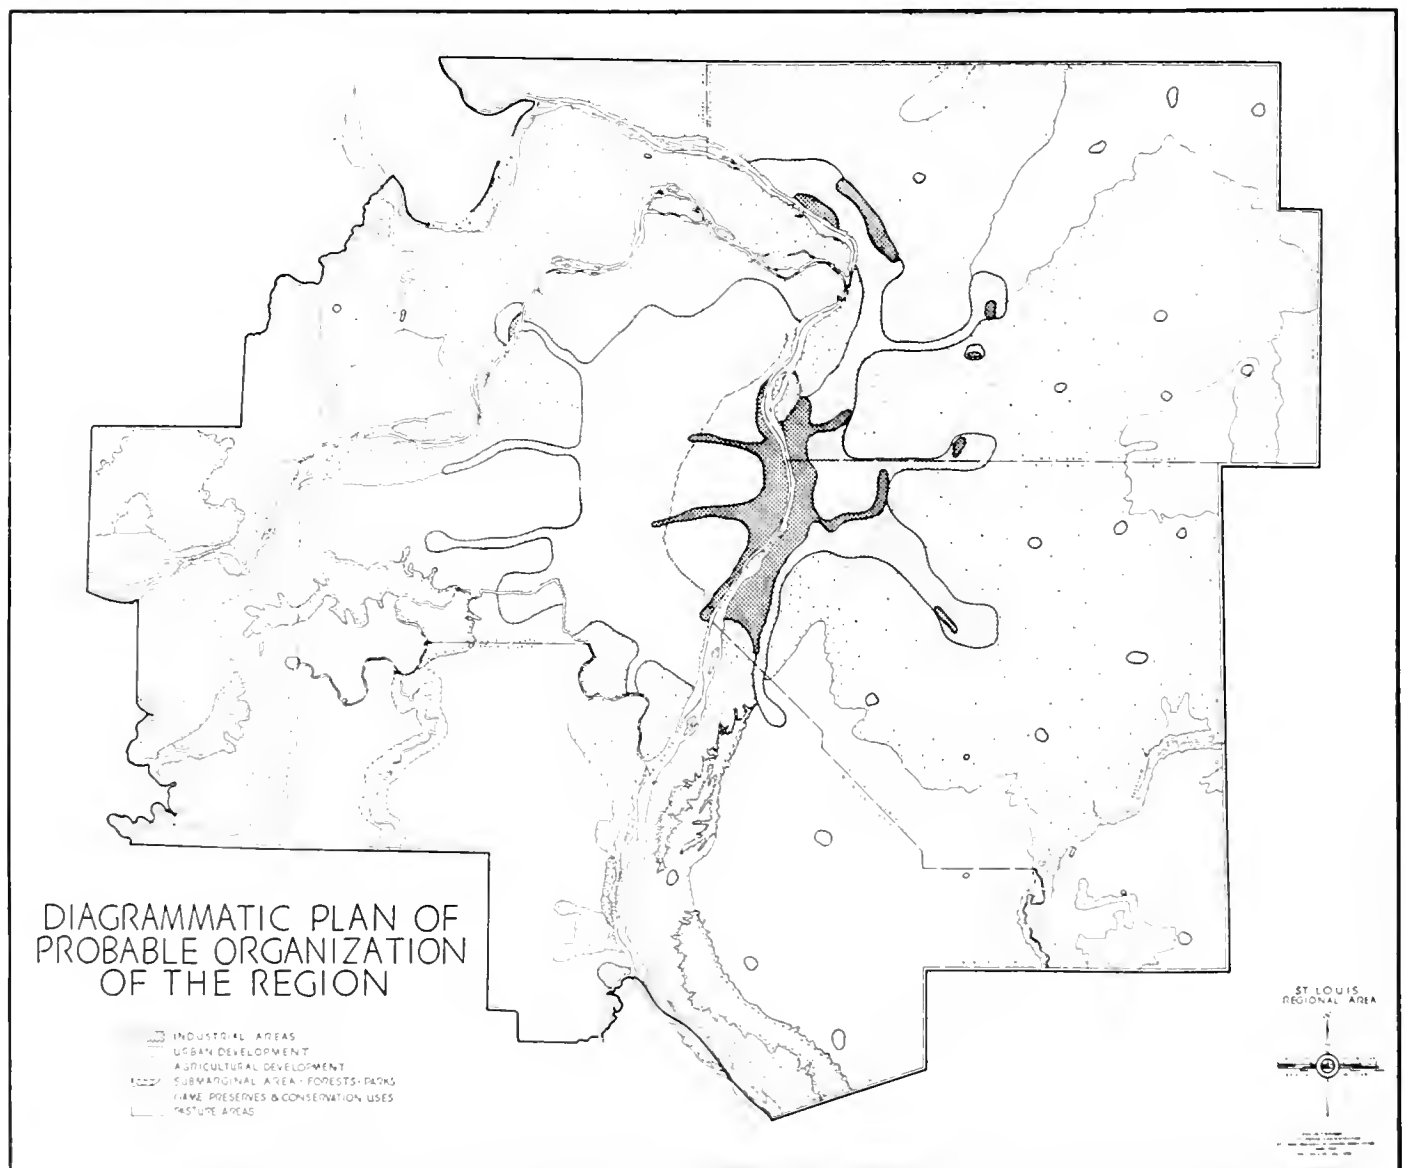 DIAGRAMMATIC PLAN OF
PROBABLE ORGANIZATION
OF THE REGION
INDUSTRIAL AREAS
URBAN DEVELOPMENT
AGRICULTURAL DEVELOPMENT
SUBMARGINAL AREA - FORESTS - PARKS
GAME PRESERVES & CONSERVATION USES
PASTURE AREAS
ST LOUIS
REGIONAL AREA